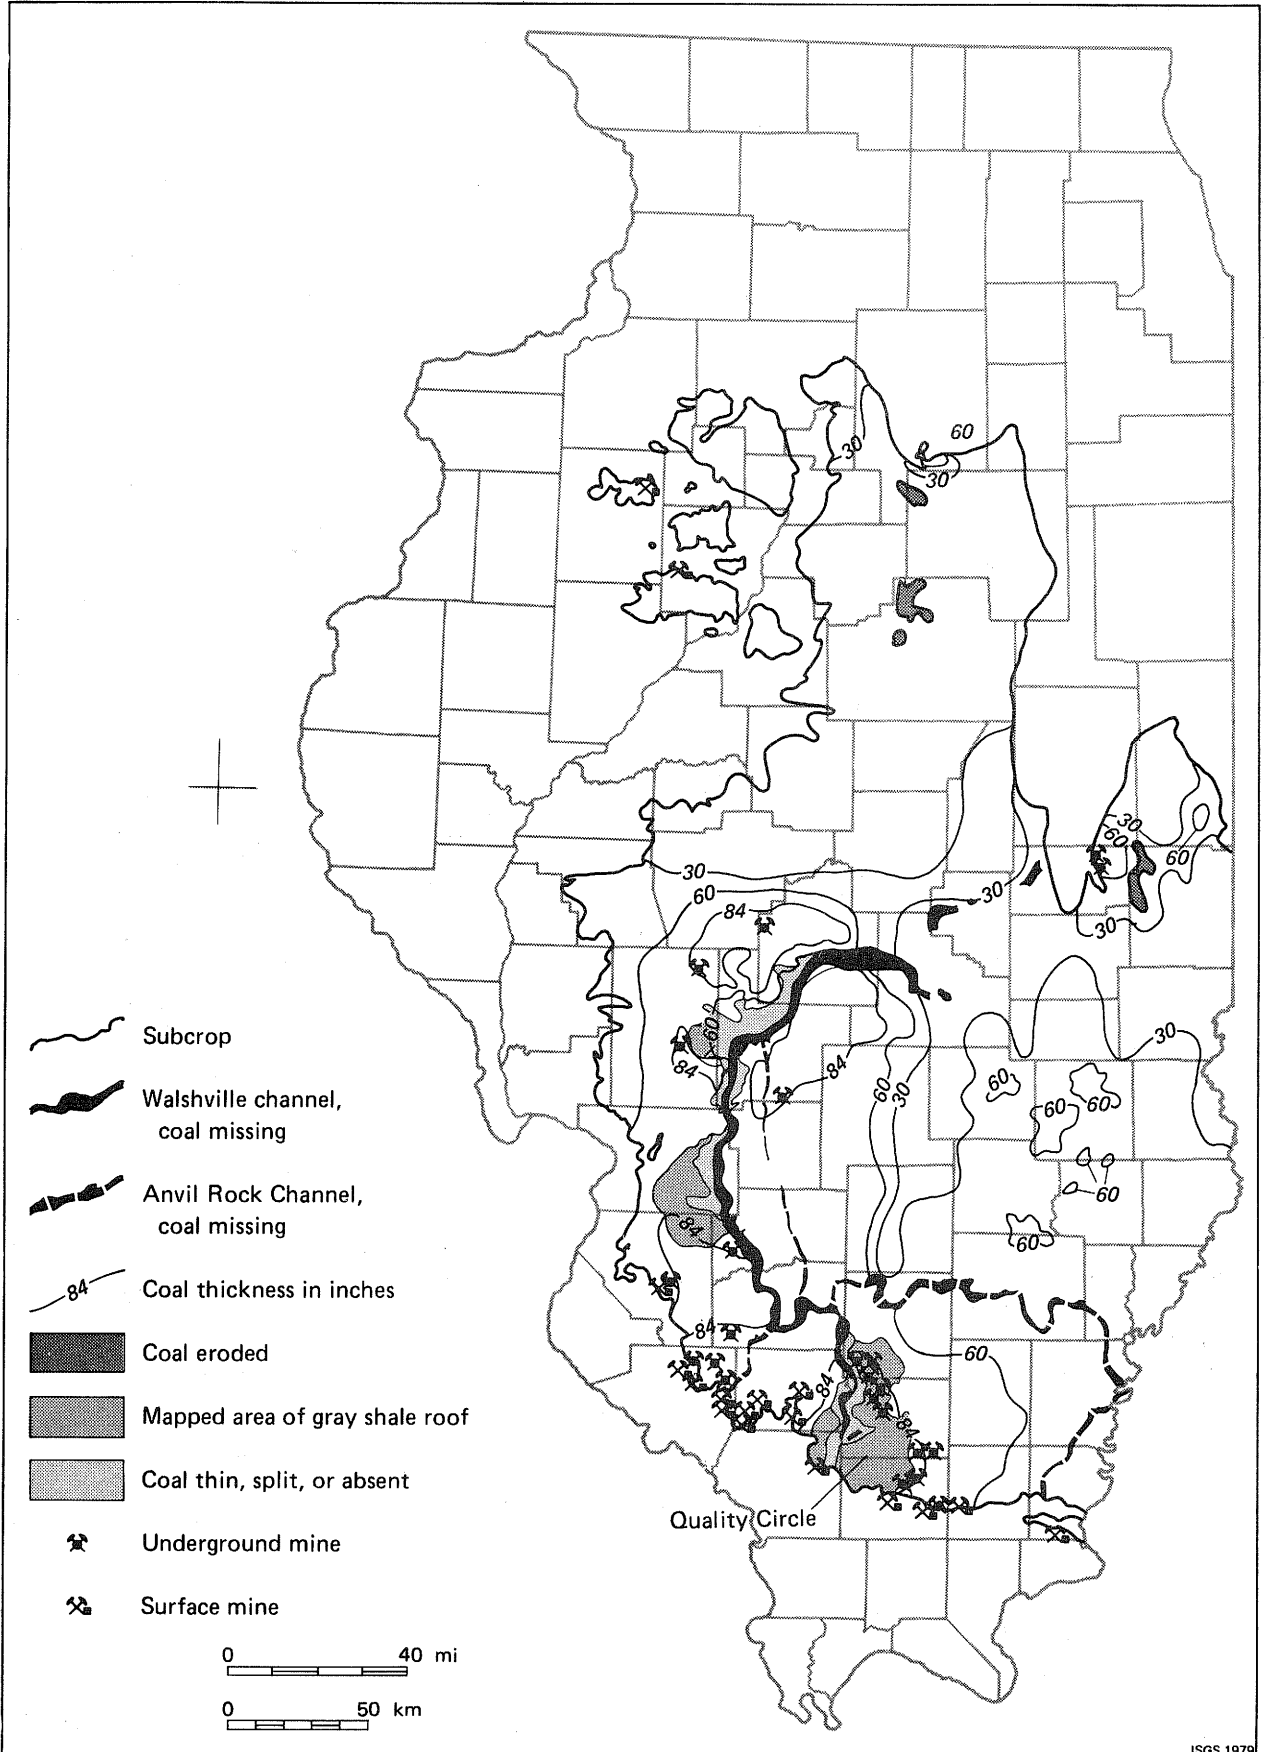 60
30
30
30
60
60
30
60
84
30
30
60
84
84
60
30
30
60
60
60
60
60
84
84
60
84
84
Quality Circle
Subcrop
Walshville channel,
coal missing
Anvil Rock Channel,
coal missing
84
Coal thickness in inches
Coal eroded
Mapped area of gray shale roof
Coal thin, split, or absent
Underground mine
Surface mine
0 40 mi
0 50 km
ISGS 1979